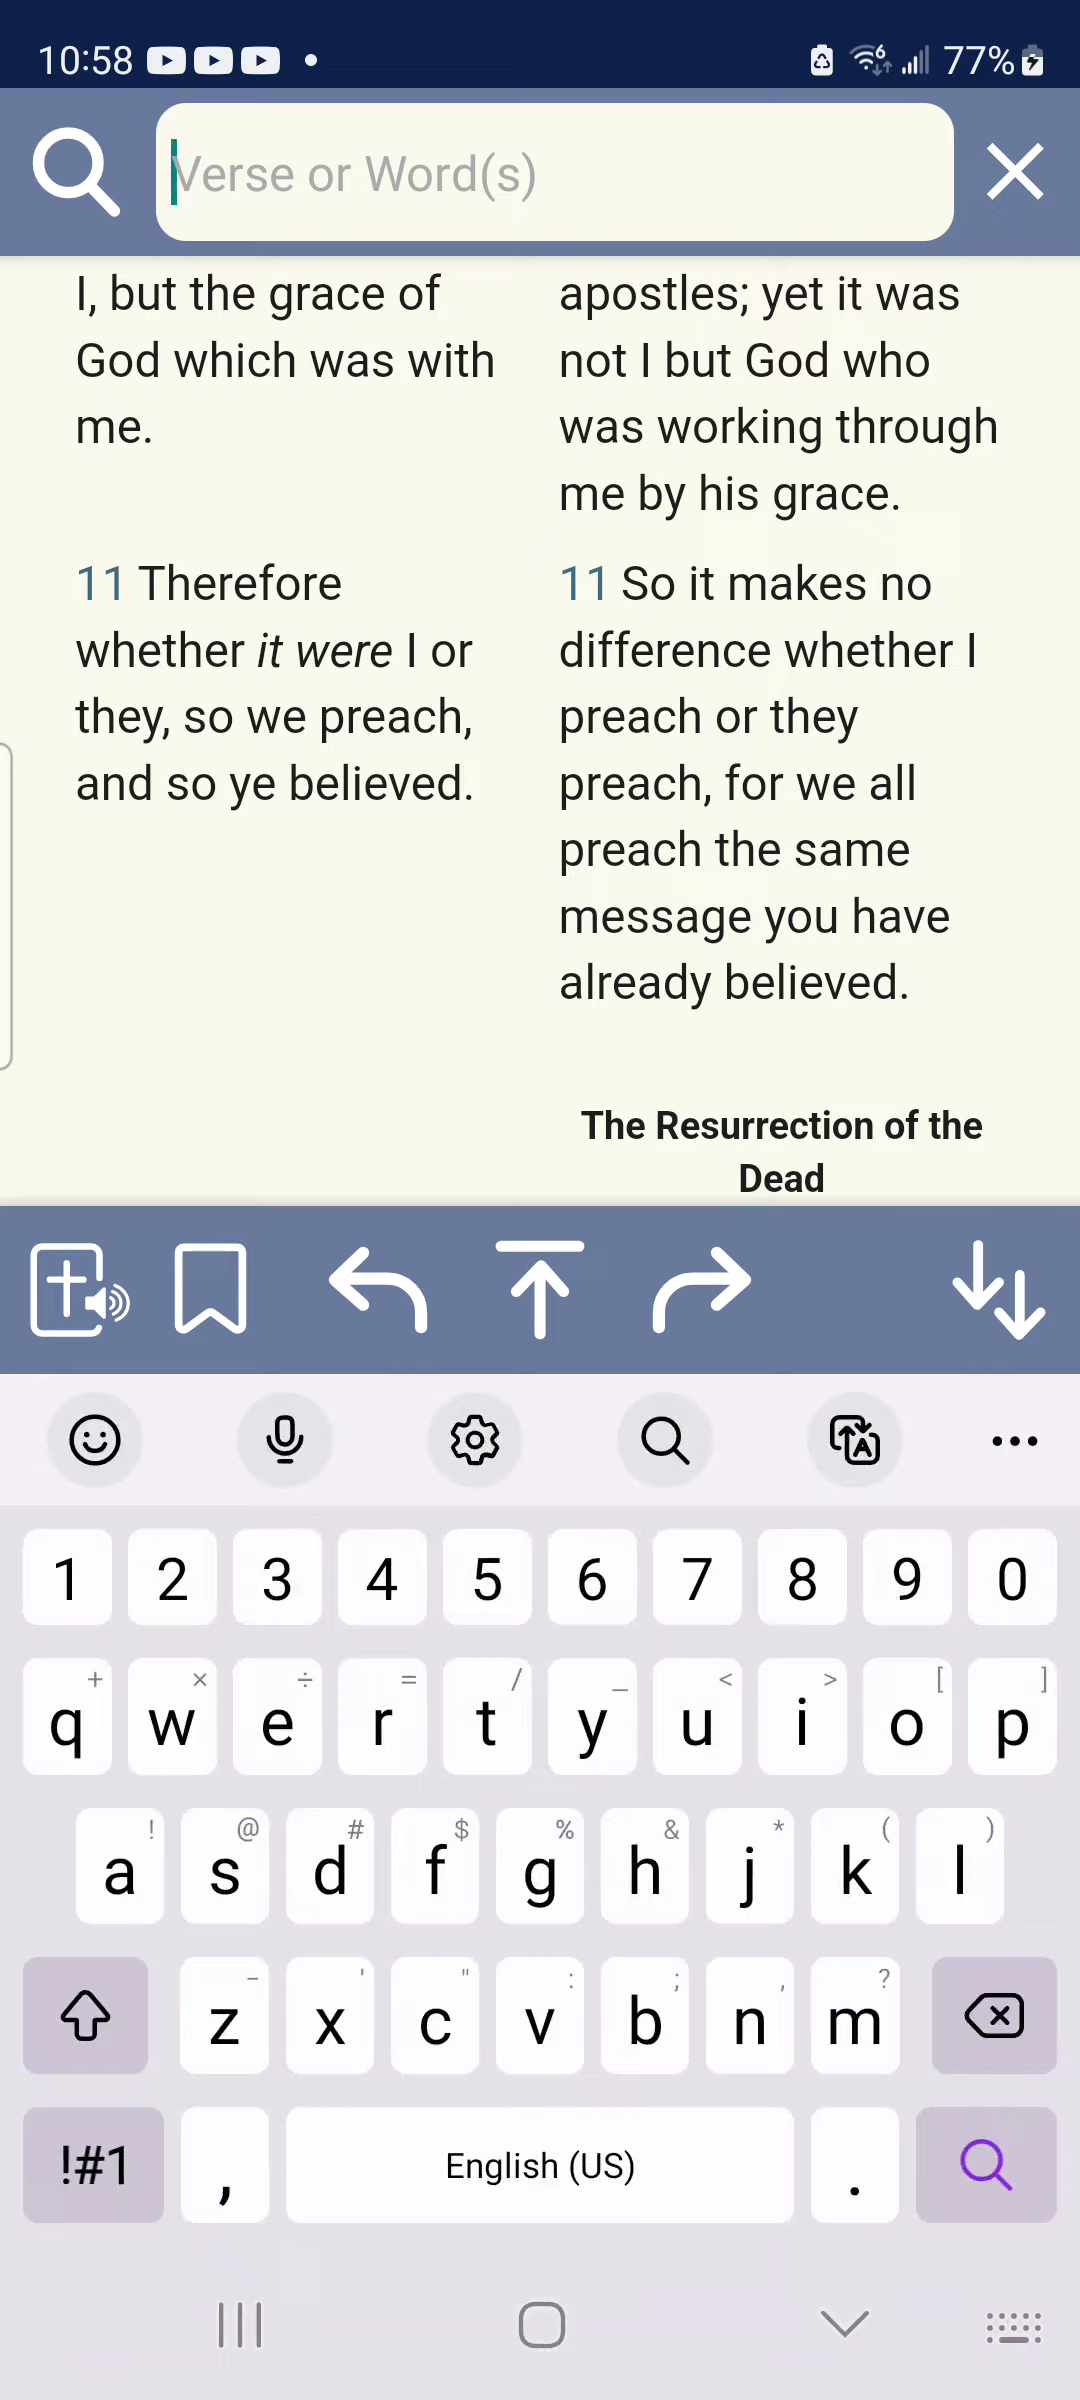 10:58
77%
Verse or Word(s)
I, but the grace of
God which was with
me.
11 Therefore
whether it were I or
they, so we preach,
and so ye believed.
apostles; yet it was
not I but God who
was working through
me by his grace.
11 So it makes no
difference whether I
preach or they
preach, for we all
preach the same
message you have
already believed.
The Resurrection of the
Dead
1 2 3 4 5 6 7 8 9 0
+ × ÷ = / _ < > [ ]
q w e r t y u i o p
! @ # $ % & * ( )
a s d f g h j k l
- ' " : ; , ?
z x c v b n m
!#1 , English (US) .